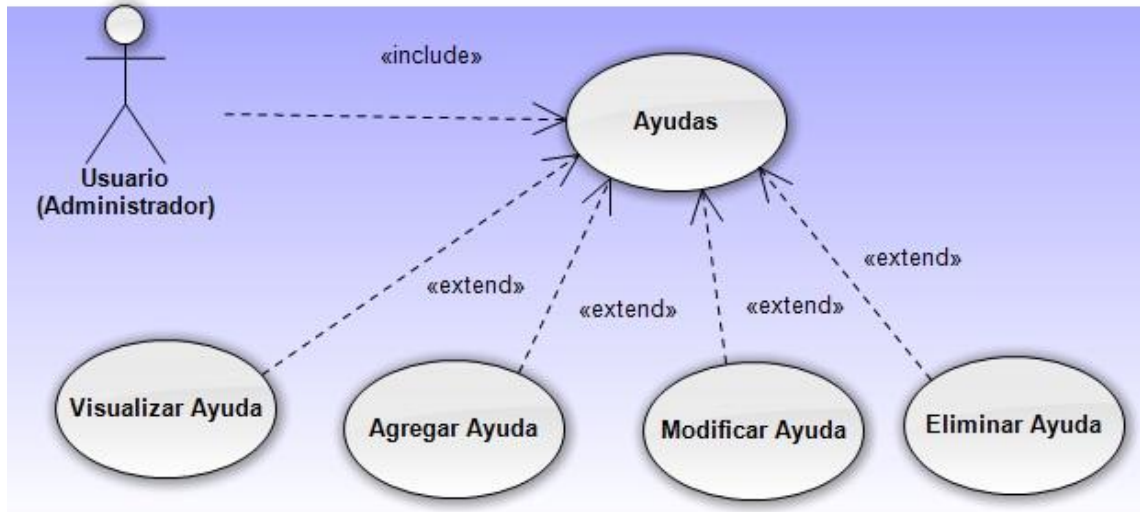 «include»
Ayudas
Usuario
(Administrador)
«extend»
«extend»
«extend»
«extend»
Visualizar Ayuda
Agregar Ayuda
Modificar Ayuda
Eliminar Ayuda